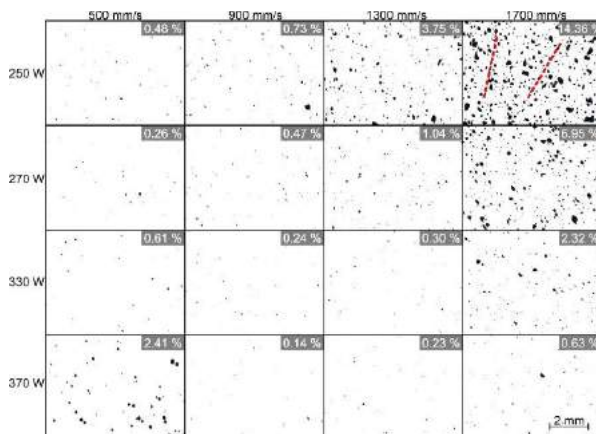 500 mm/s 900 mm/s 1300 mm/s 1700 mm/s
250 W 0.48 % 0.73 % 3.75 % 14.36 %
270 W 0.26 % 0.47 % 1.04 % 6.95 %
330 W 0.61 % 0.24 % 0.30 % 2.32 %
370 W 2.41 % 0.14 % 0.23 % 0.63 %
2 mm